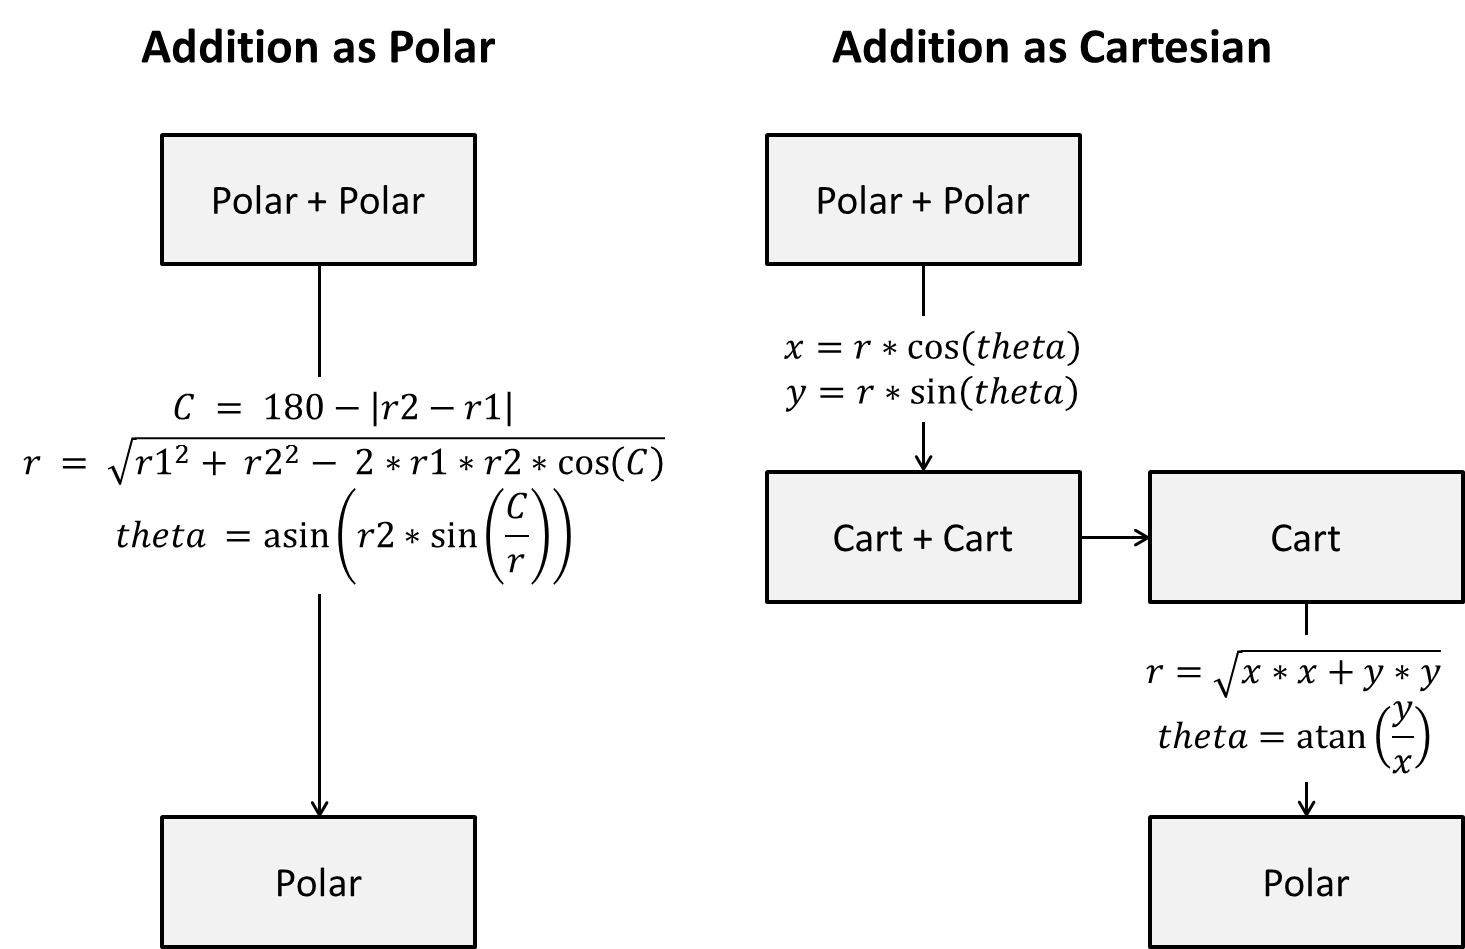 Addition as Polar
Polar + Polar
C = 180 − |r2 − r1|
r = √(r1² + r2² − 2 * r1 * r2 * cos(C))
theta = asin(r2 * sin(C/r))
Polar
Addition as Cartesian
Polar + Polar
x = r * cos(theta)
y = r * sin(theta)
Cart + Cart
Cart
r = √(x * x + y * y)
theta = atan(y/x)
Polar